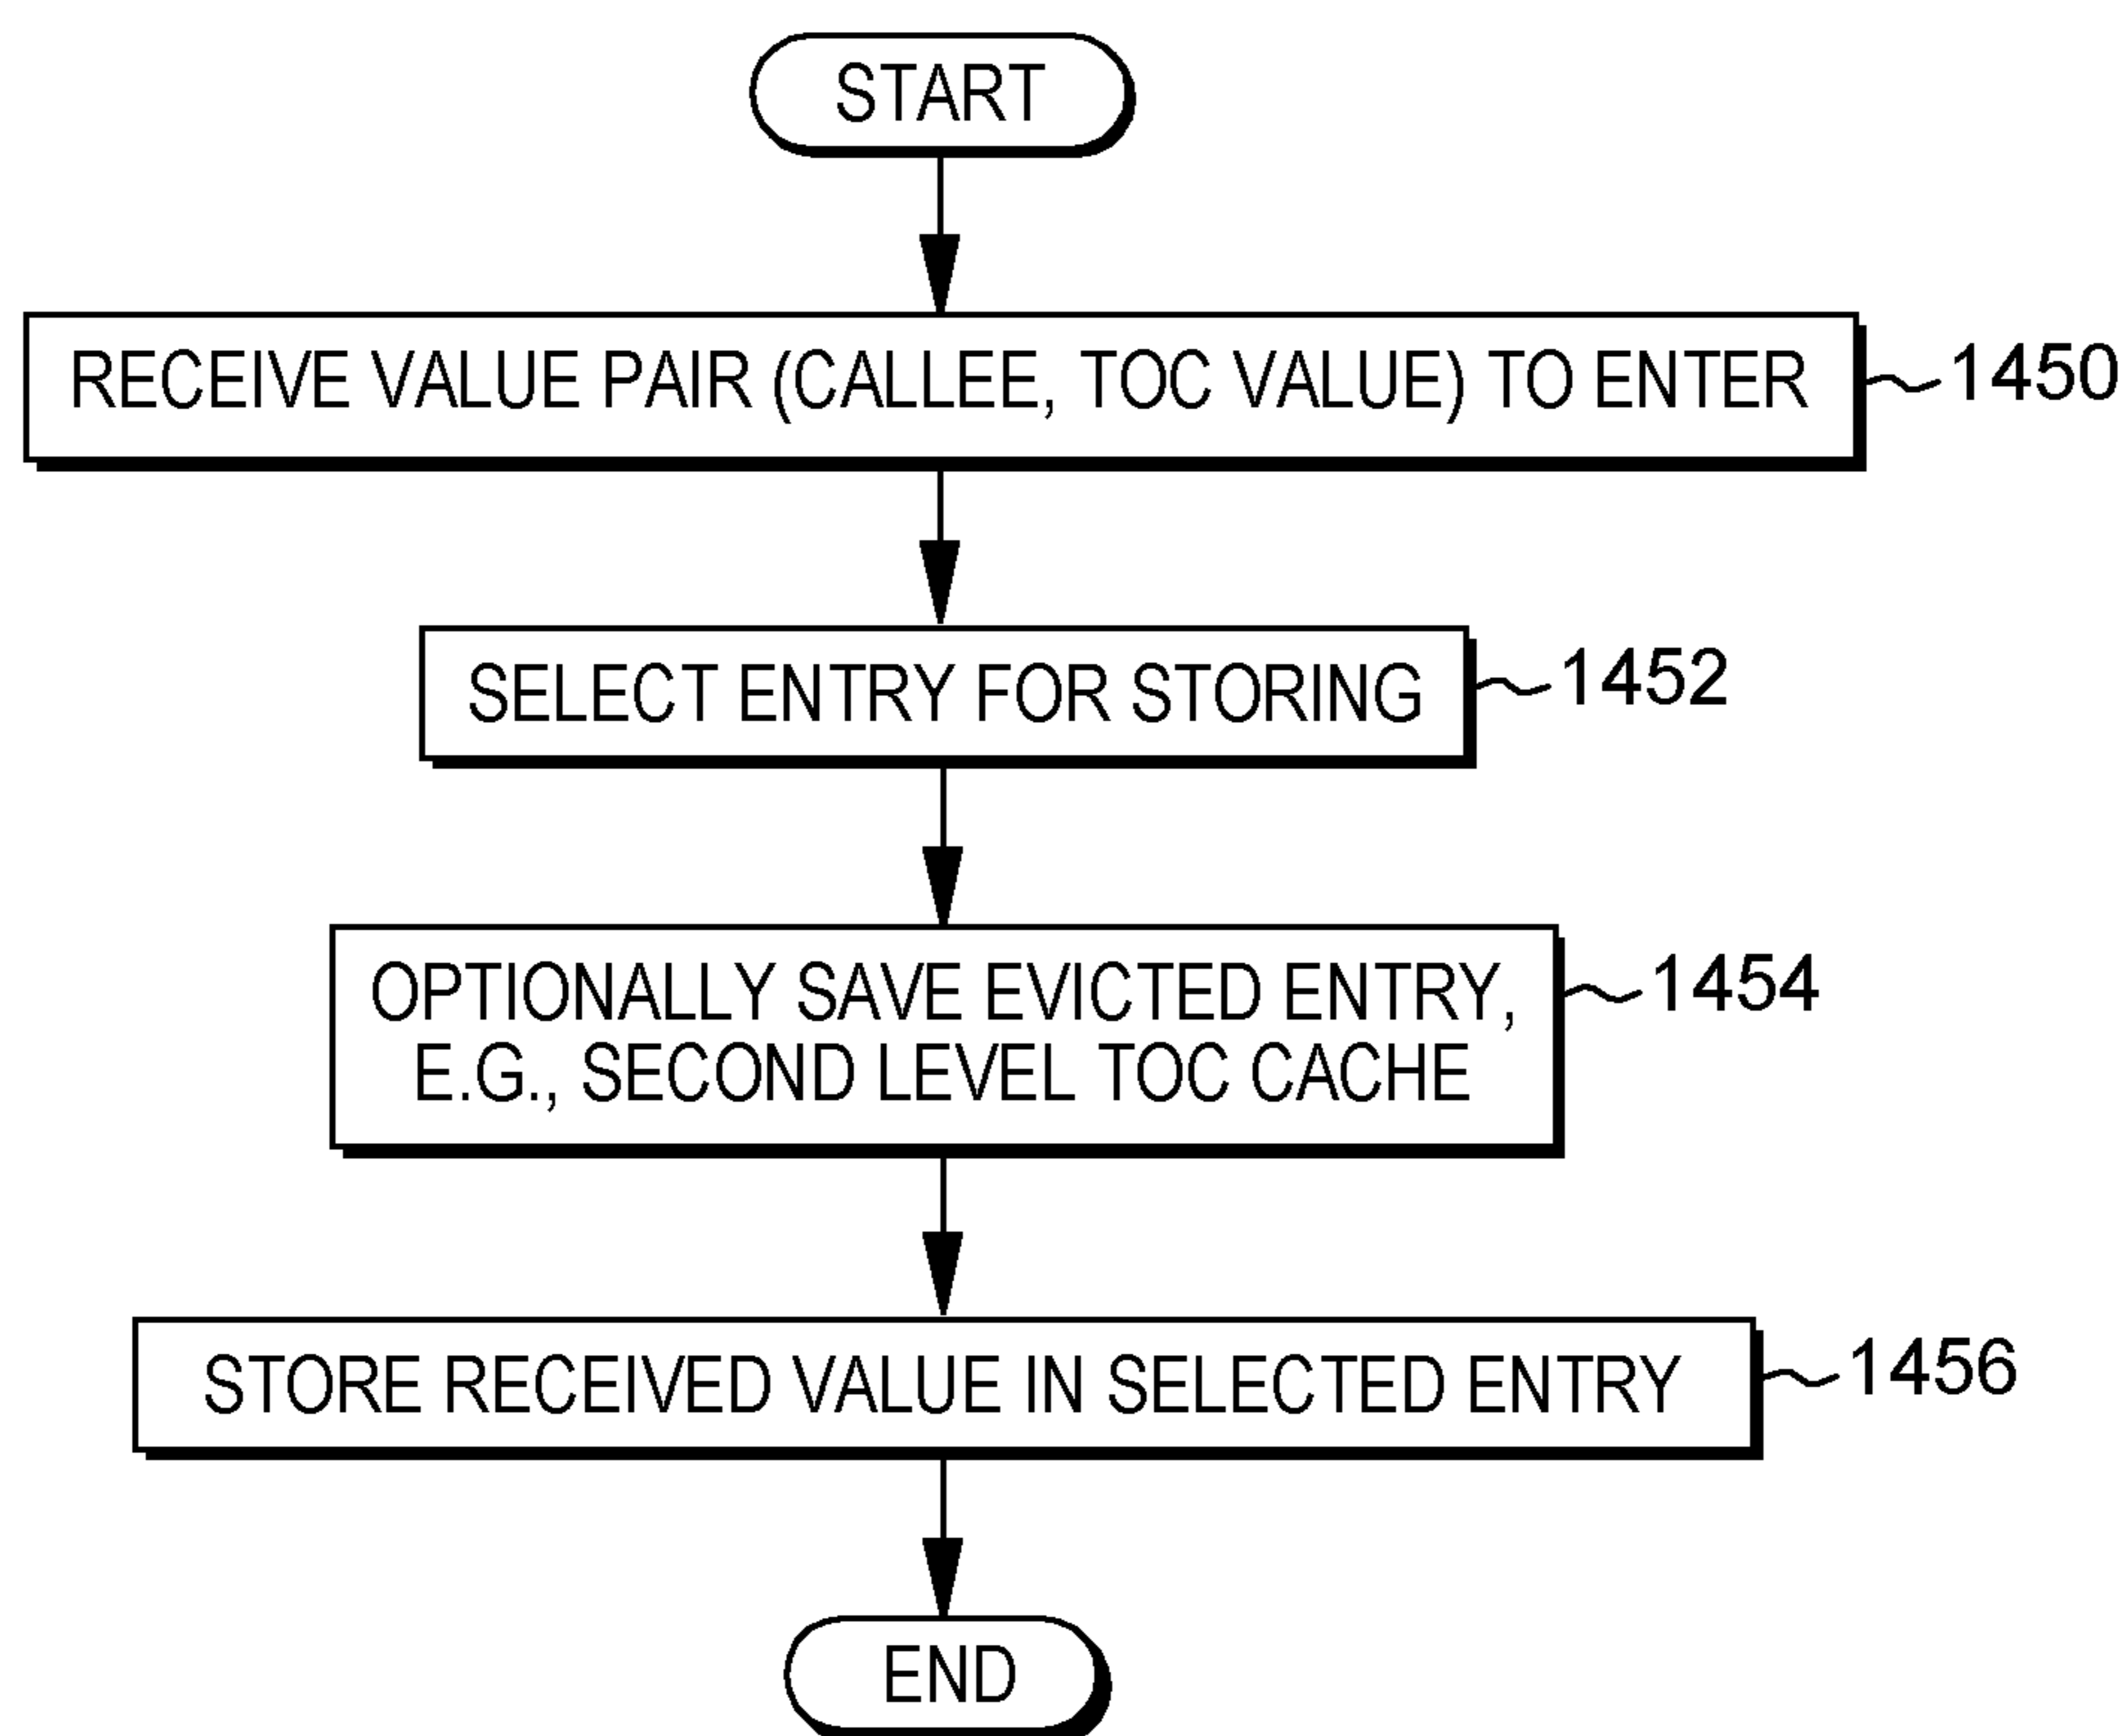 START
RECEIVE VALUE PAIR (CALLEE, TOC VALUE) TO ENTER
1450
SELECT ENTRY FOR STORING
1452
OPTIONALLY SAVE EVICTED ENTRY,
E.G., SECOND LEVEL TOC CACHE
1454
STORE RECEIVED VALUE IN SELECTED ENTRY
1456
END